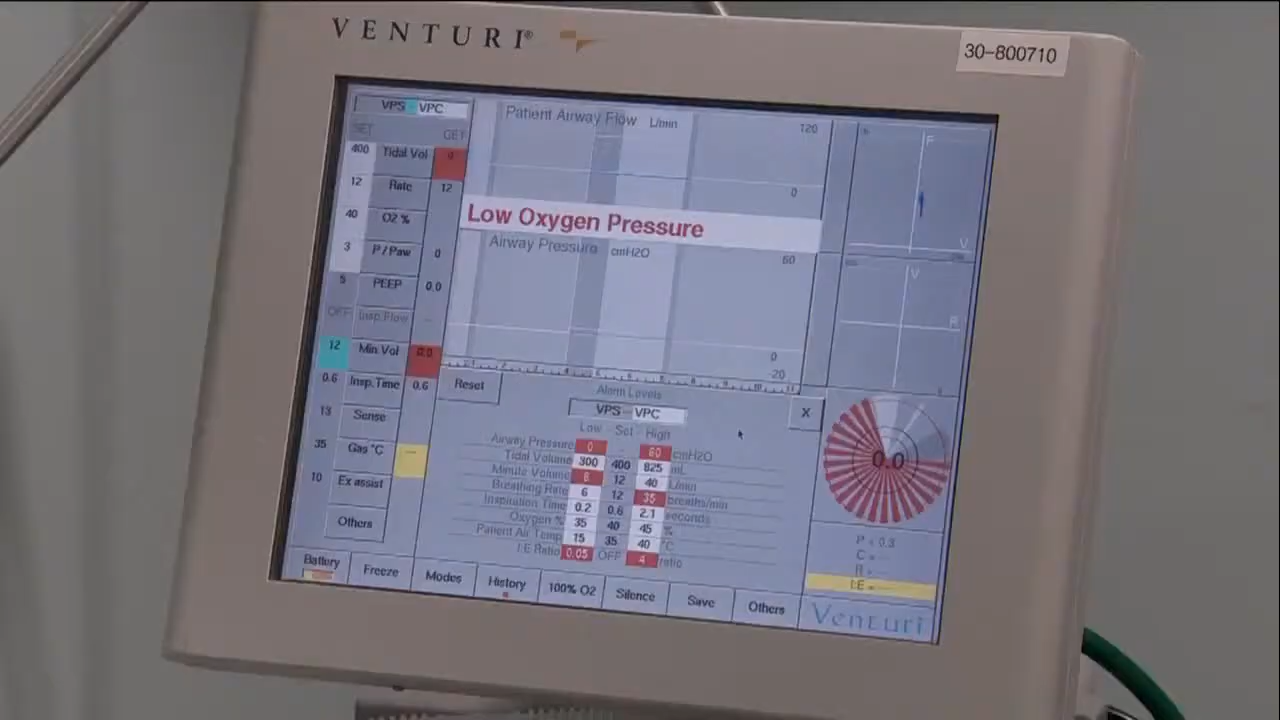 VENTURI®
30-800710
VPS VPC
SET GET
400 Tidal Vol
12 Rate 12
40 O2 %
3 P / Paw 0
5 PEEP 0.0
OFF Insp.Flow
12 Min.Vol 0.0
0.6 Insp.Time 0.6
13 Sense
35 Gas °C
10 Ex assist
Others
Patient Airway Flow L/min 120
0
Low Oxygen Pressure
Airway Pressure cmH2O 60
0
-20
F
V
V
R
Reset
Alarm Levels
X
VPS VPC
Low - Set - High
Airway Pressure 0 60 cmH2O
Tidal Volume 300 400 825 mL
Minute Volume 6 12 40 L/min
Breathing Rate 6 12 35 breaths/min
Inspiration Time 0.2 0.6 2.1 seconds
Oxygen % 35 40 45 %
Patient Air Temp 15 35 40 °C
I:E Ratio 0.05 OFF 4 ratio
0.0
P = 0.3
C =
R =
I:E =
Battery Freeze Modes History 100% O2 Silence Save Others
Venturi